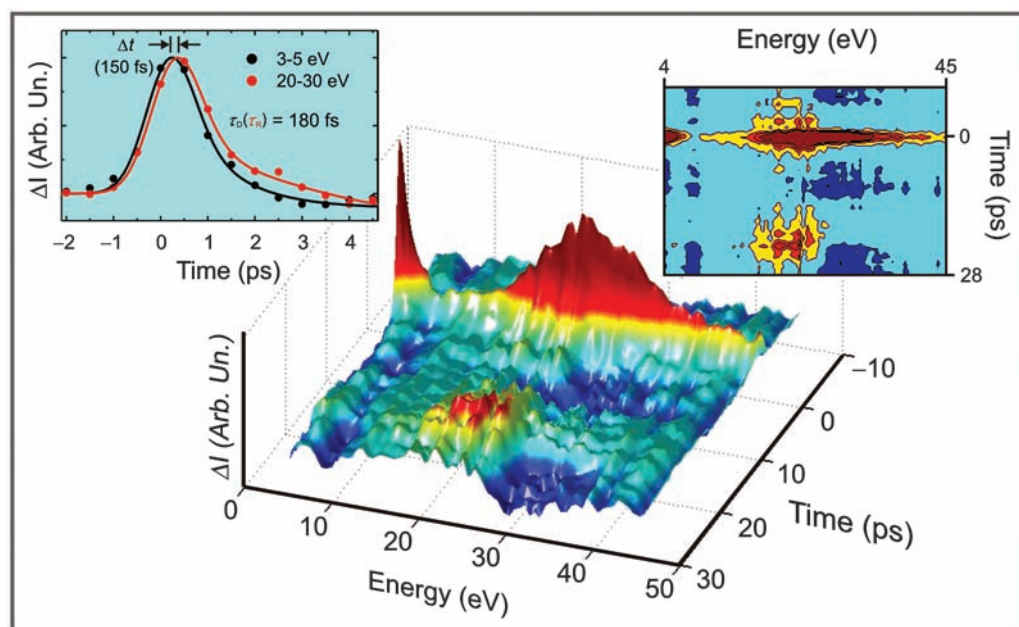 ΔI (Arb. Un.)
Δt
(150 fs)
3-5 eV
20-30 eV
τD(τR) = 180 fs
–2 –1 0 1 2 3 4
Time (ps)
Energy (eV)
4 45
0
28
Time (ps)
ΔI (Arb. Un.)
0 10 20 30 40 50
Energy (eV)
–10
0
10
20
30
Time (ps)